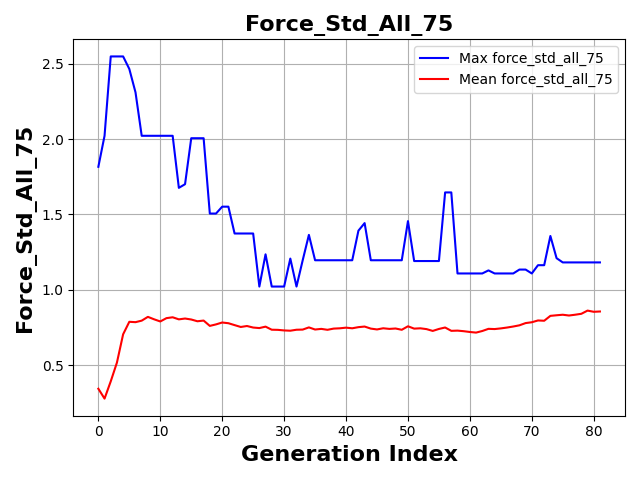 Force_Std_All_75
Max force_std_all_75
Mean force_std_all_75
Force_Std_All_75
2.5
2.0
1.5
1.0
0.5
0 10 20 30 40 50 60 70 80
Generation Index